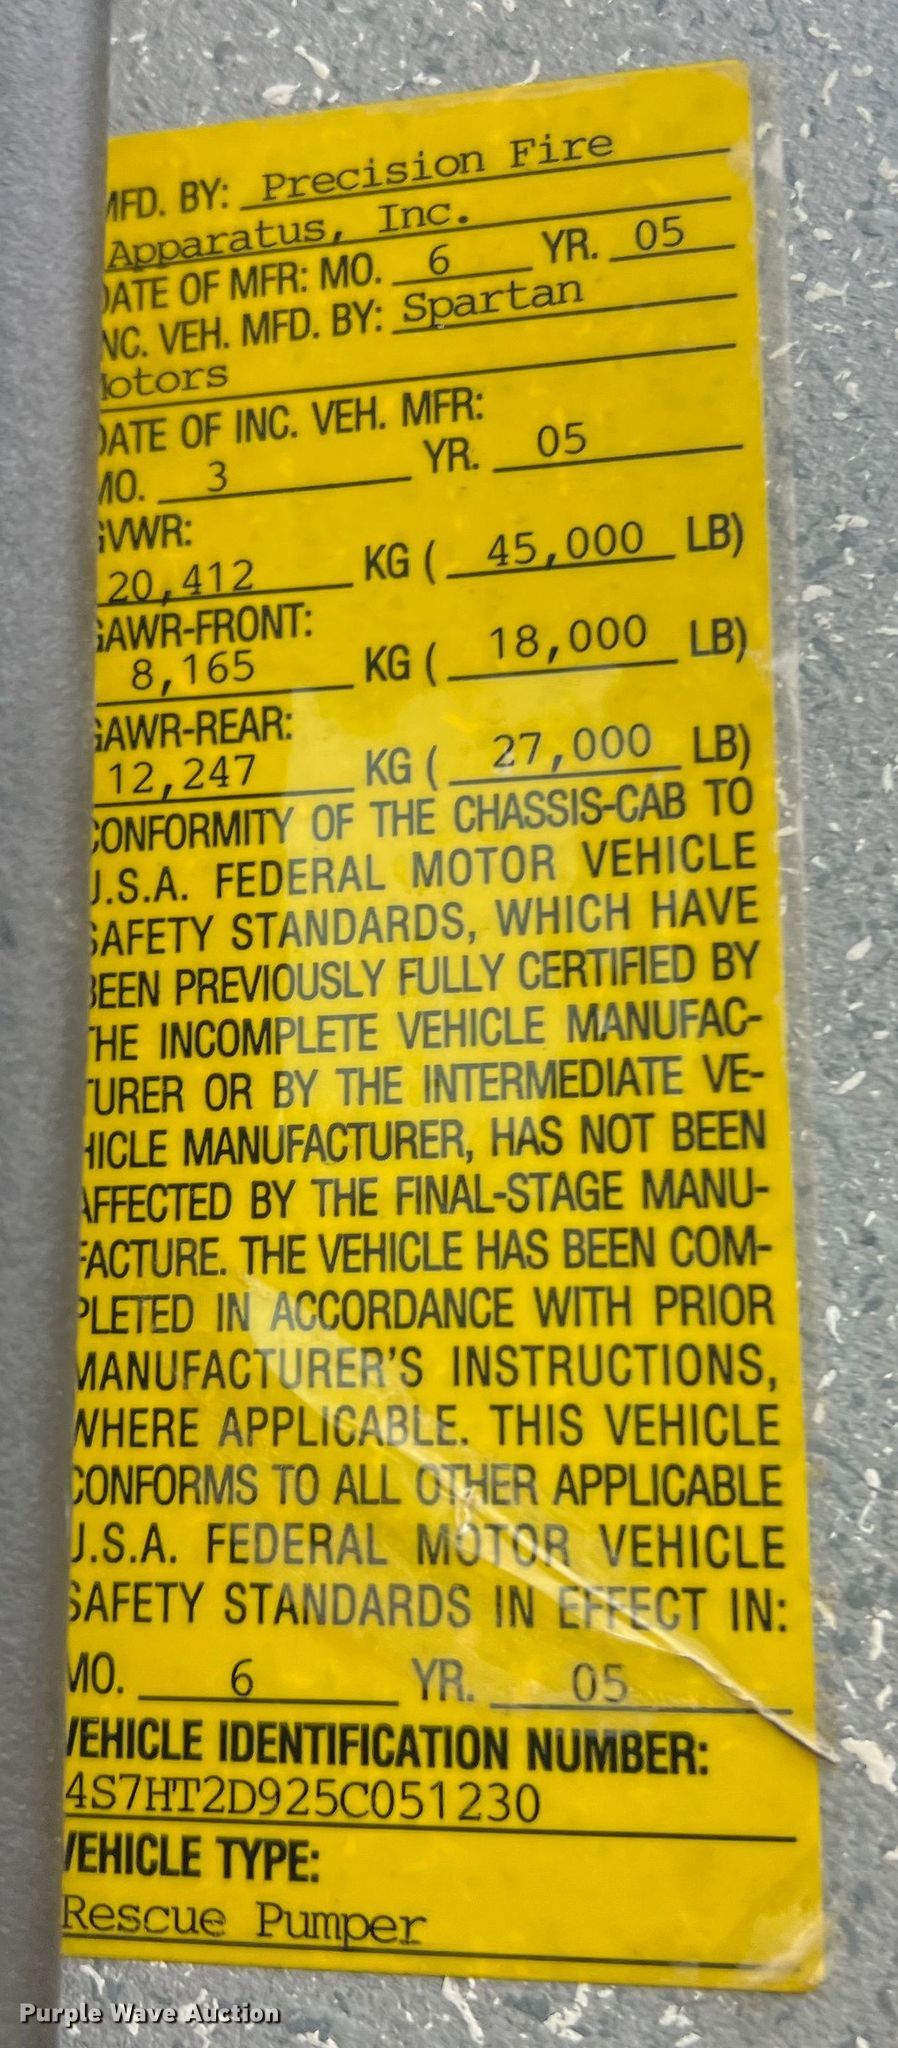 MFD. BY: Precision Fire
Apparatus, Inc.
DATE OF MFR: MO. 6 YR. 05
INC. VEH. MFD. BY: Spartan
Motors
DATE OF INC. VEH. MFR:
MO. 3 YR. 05
GVWR:
20,412 KG ( 45,000 LB)
GAWR-FRONT:
8,165 KG ( 18,000 LB)
GAWR-REAR:
12,247 KG ( 27,000 LB)
CONFORMITY OF THE CHASSIS-CAB TO
U.S.A. FEDERAL MOTOR VEHICLE
SAFETY STANDARDS, WHICH HAVE
BEEN PREVIOUSLY FULLY CERTIFIED BY
THE INCOMPLETE VEHICLE MANUFAC-
TURER OR BY THE INTERMEDIATE VE-
HICLE MANUFACTURER, HAS NOT BEEN
AFFECTED BY THE FINAL-STAGE MANU-
FACTURE. THE VEHICLE HAS BEEN COM-
PLETED IN ACCORDANCE WITH PRIOR
MANUFACTURER'S INSTRUCTIONS,
WHERE APPLICABLE. THIS VEHICLE
CONFORMS TO ALL OTHER APPLICABLE
U.S.A. FEDERAL MOTOR VEHICLE
SAFETY STANDARDS IN EFFECT IN:
MO. 6 YR. 05
VEHICLE IDENTIFICATION NUMBER:
4S7HT2D925C051230
VEHICLE TYPE:
Rescue Pumper
Purple Wave Auction